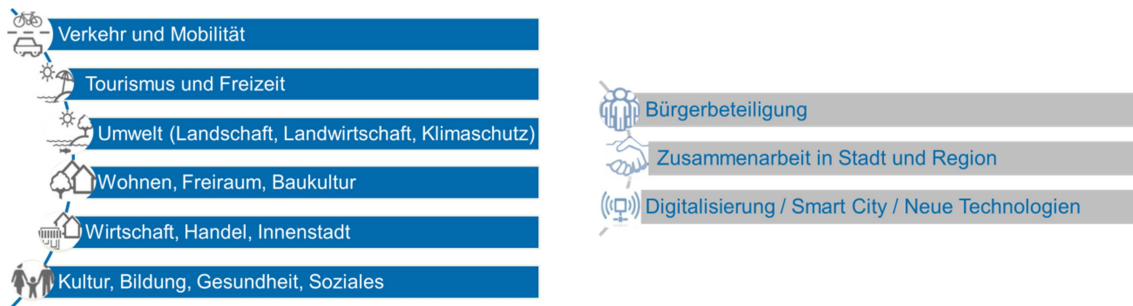 Verkehr und Mobilität
Tourismus und Freizeit
Umwelt (Landschaft, Landwirtschaft, Klimaschutz)
Wohnen, Freiraum, Baukultur
Wirtschaft, Handel, Innenstadt
Kultur, Bildung, Gesundheit, Soziales
Bürgerbeteiligung
Zusammenarbeit in Stadt und Region
Digitalisierung / Smart City / Neue Technologien